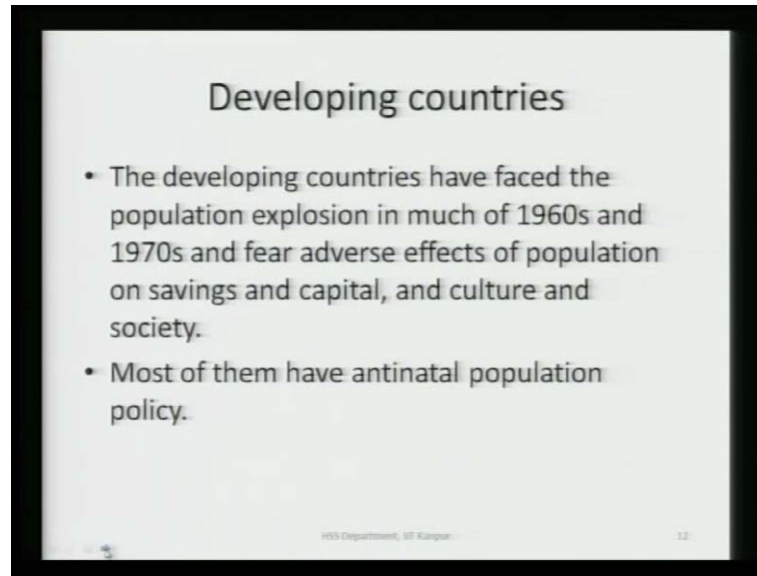 Developing countries
• The developing countries have faced the
population explosion in much of 1960s and
1970s and fear adverse effects of population
on savings and capital, and culture and
society.
• Most of them have antinatal population
policy.
HSS Department, IIT Kanpur
12